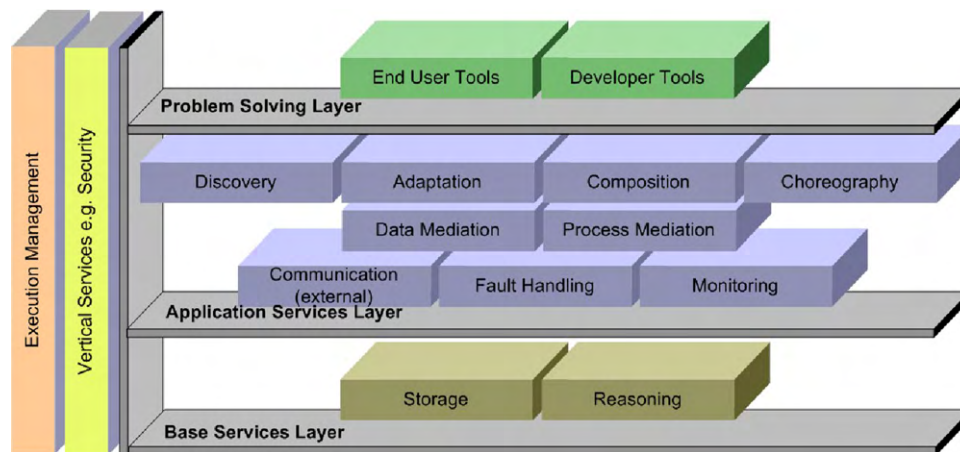 Execution Management
Vertical Services e.g. Security
End User Tools
Developer Tools
Problem Solving Layer
Discovery
Adaptation
Composition
Choreography
Data Mediation
Process Mediation
Communication
(external)
Fault Handling
Monitoring
Application Services Layer
Storage
Reasoning
Base Services Layer